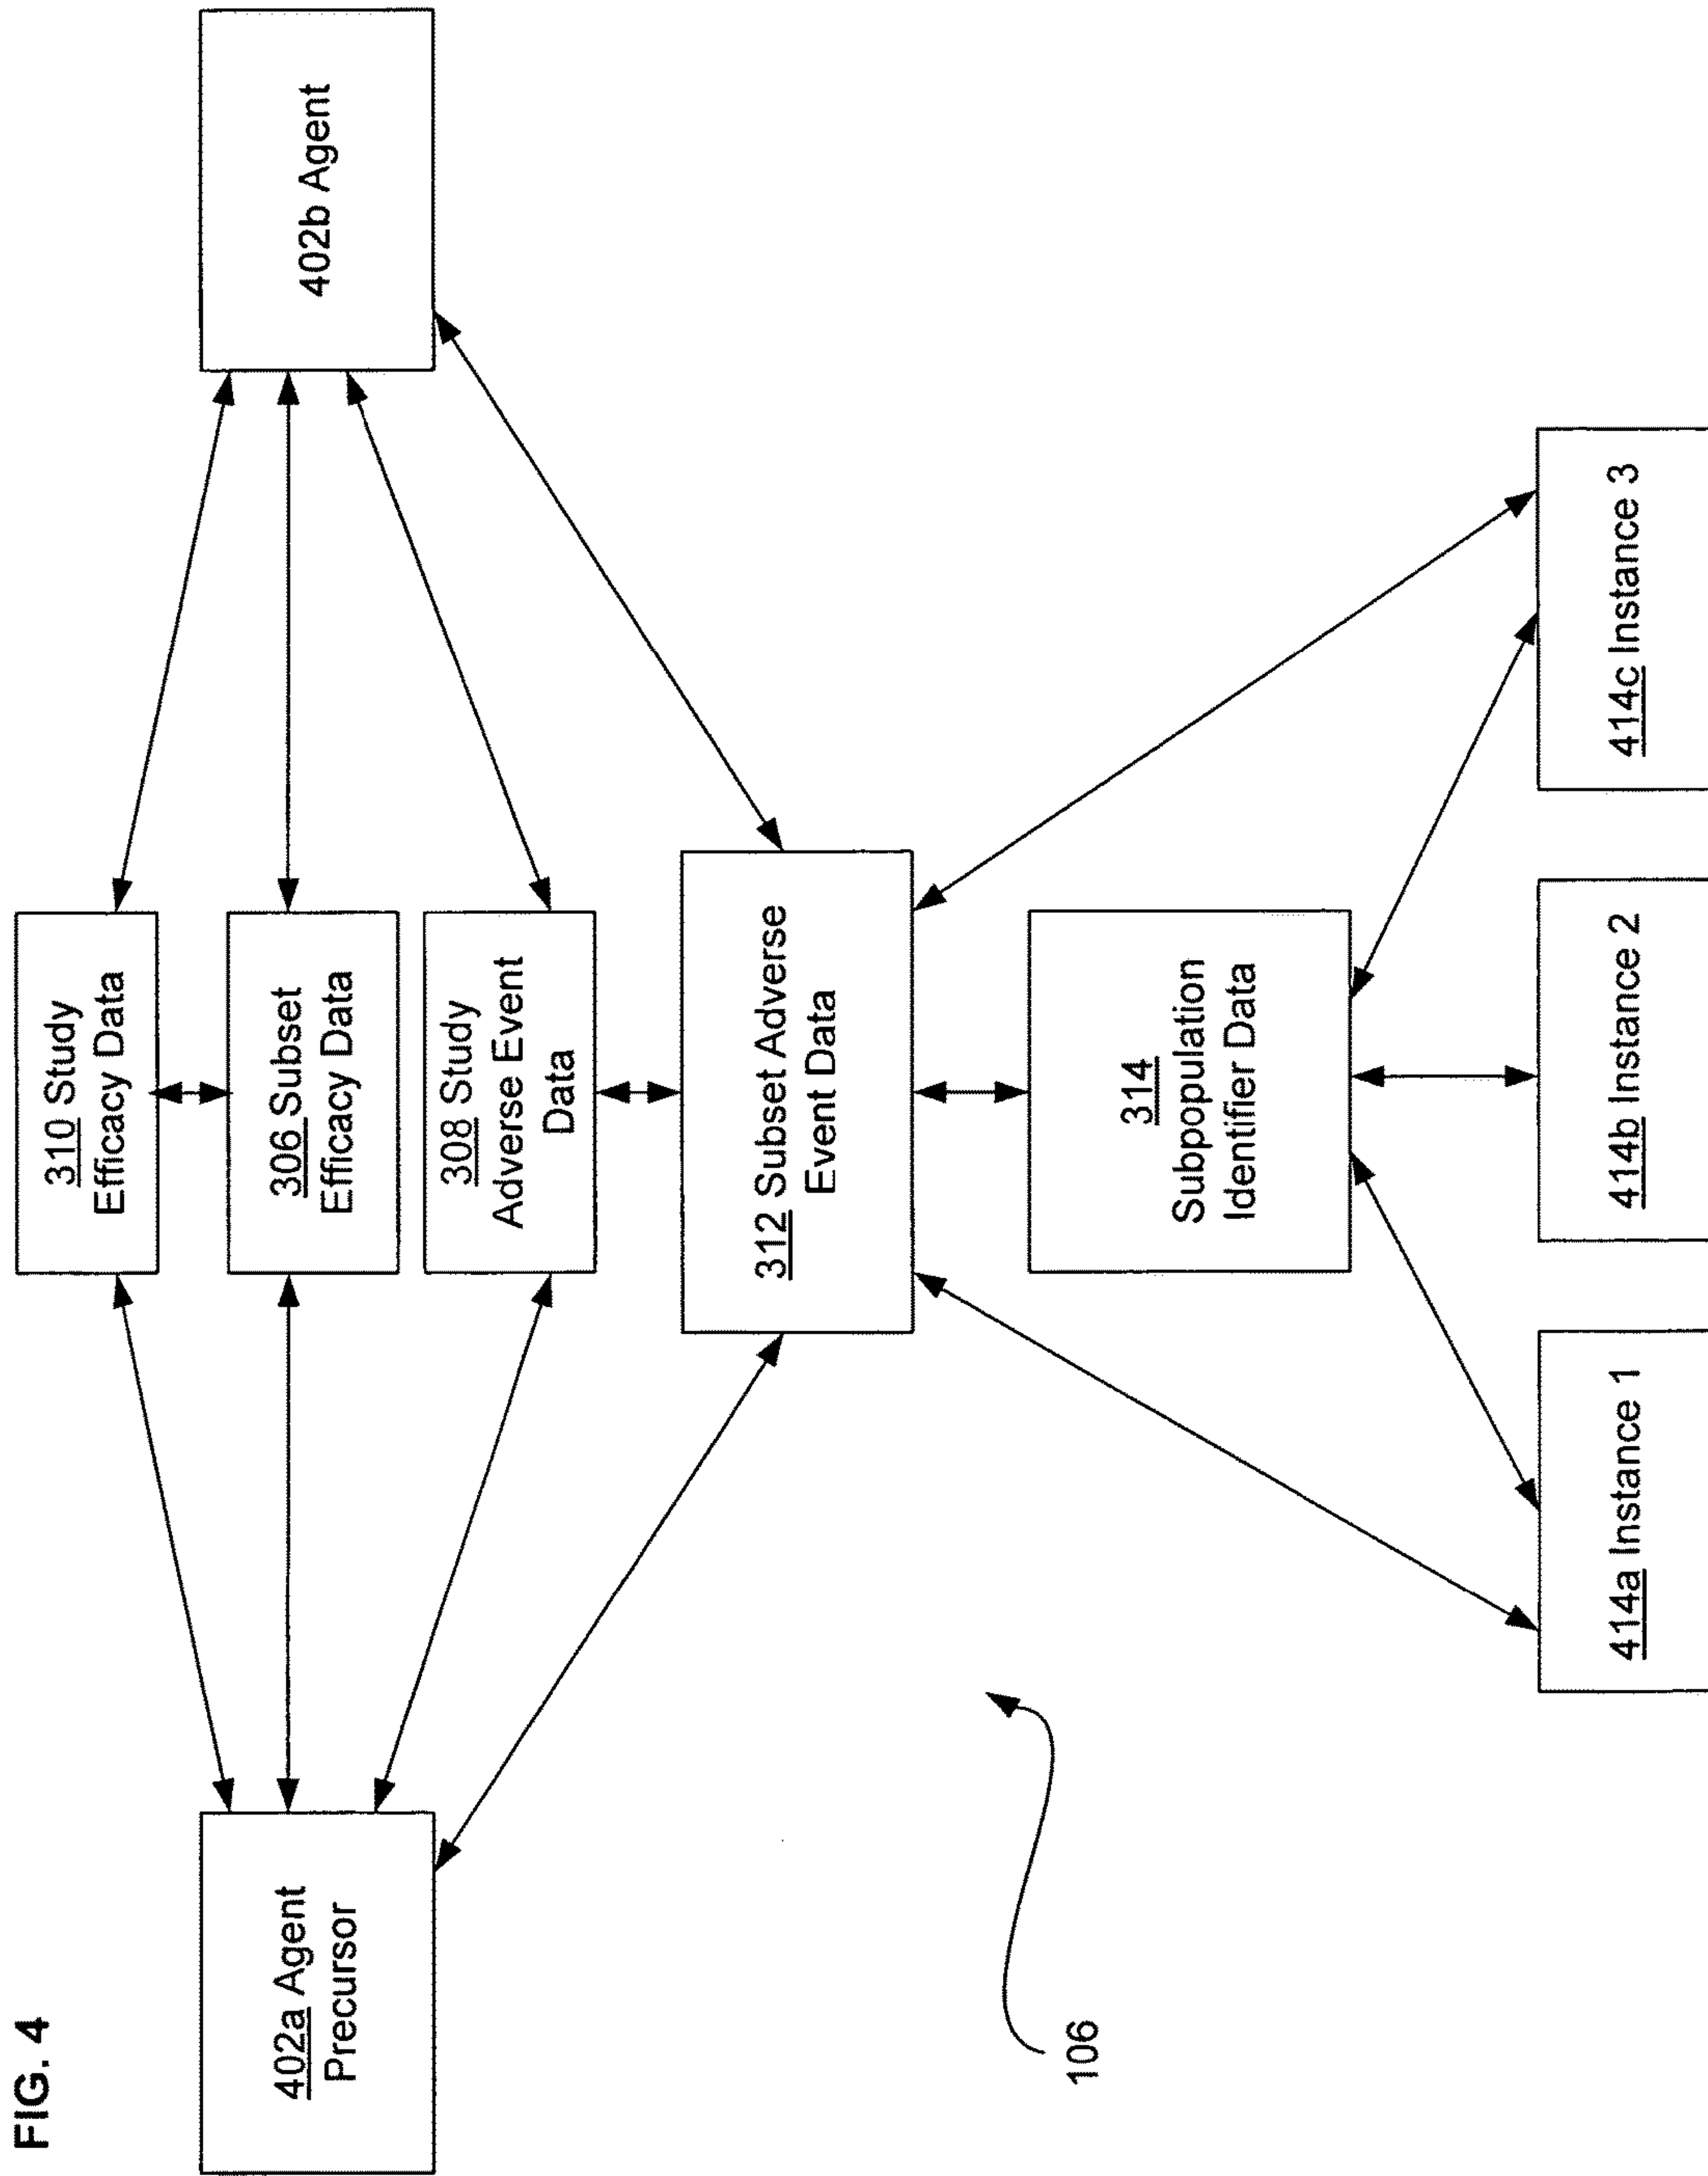 FIG. 4
310 Study
Efficacy Data
306 Subset
Efficacy Data
308 Study
Adverse Event
Data
402a Agent
Precursor
402b Agent
312 Subset Adverse
Event Data
314
Subpopulation
Identifier Data
106
414a Instance 1
414b Instance 2
414c Instance 3